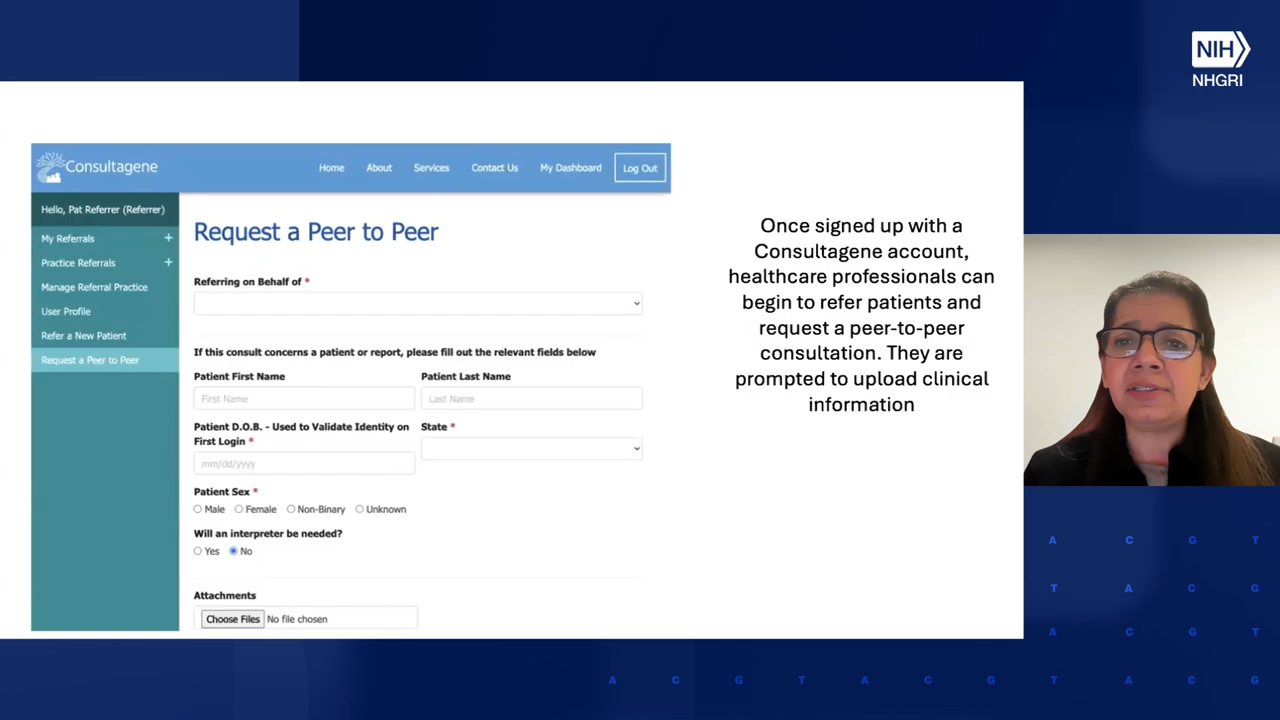 NIH
NHGRI
Consultagene
Home About Services Contact Us My Dashboard Log Out
Hello, Pat Referrer (Referrer)
My Referrals +
Practice Referrals +
Manage Referral Practice
User Profile
Refer a New Patient
Request a Peer to Peer
Request a Peer to Peer
Referring on Behalf of *
If this consult concerns a patient or report, please fill out the relevant fields below
Patient First Name Patient Last Name
First Name Last Name
Patient D.O.B. - Used to Validate Identity on
First Login *
State *
mm/dd/yyyy
Patient Sex *
Male Female Non-Binary Unknown
Will an interpreter be needed?
Yes No
Attachments
Choose Files No file chosen
Once signed up with a
Consultagene account,
healthcare professionals can
begin to refer patients and
request a peer-to-peer
consultation. They are
prompted to upload clinical
information
A C G T
T A C G
A C G T
A C G T A C G T A C G